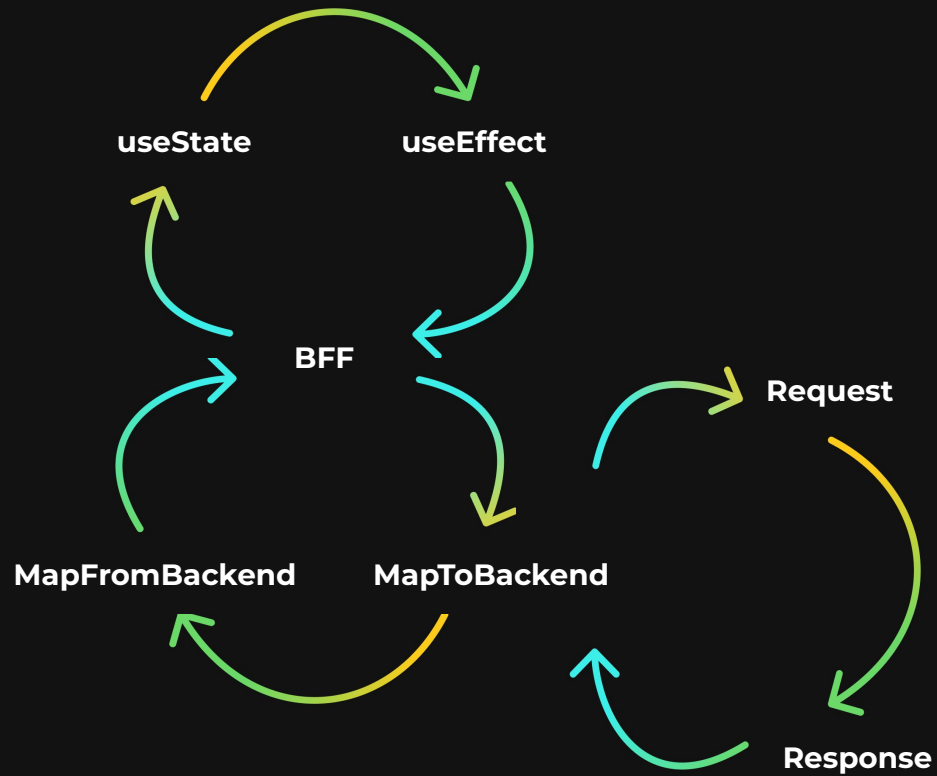 useState
useEffect
BFF
Request
MapFromBackend
MapToBackend
Response